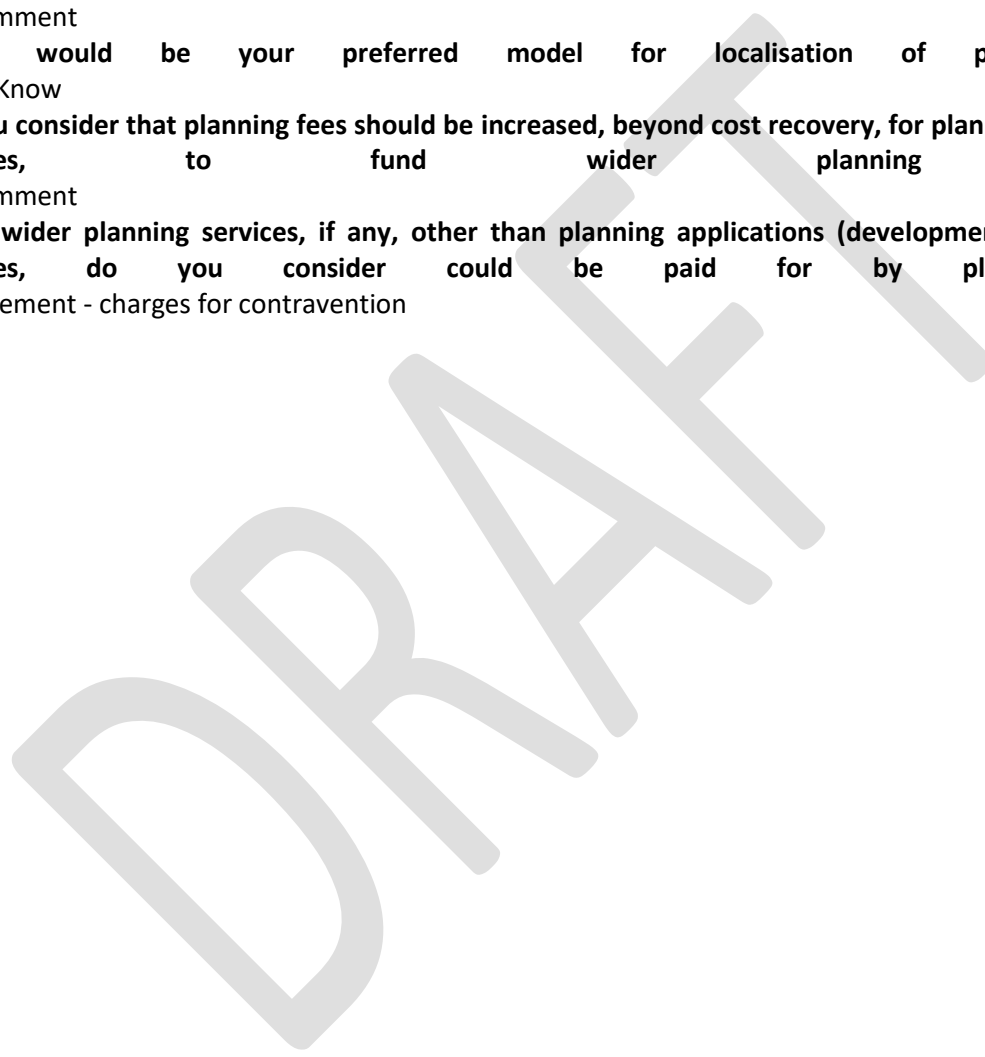 mment
would be your preferred model for localisation of p
Know
u consider that planning fees should be increased, beyond cost recovery, for plan
es, to fund wider planning
mment
wider planning services, if any, other than planning applications (developmen
es, do you consider could be paid for by pl
ement - charges for contravention
DRAFT